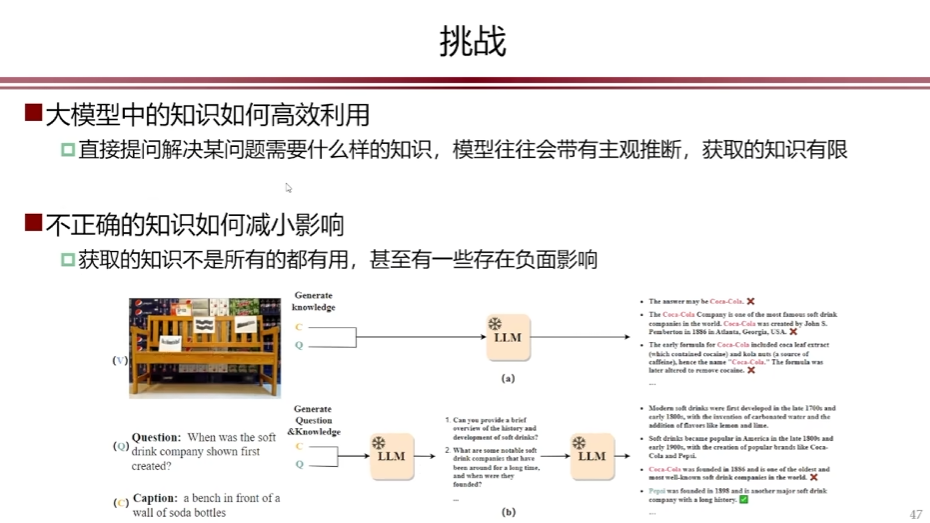 挑战
大模型中的知识如何高效利用
直接提问解决某问题需要什么样的知识，模型往往会带有主观推断，获取的知识有限
不正确的知识如何减小影响
获取的知识不是所有的都有用，甚至有一些存在负面影响
(V)
(Q) Question: When was the soft
drink company shown first
created?
(C) Caption: a bench in front of a
wall of soda bottles
Generate
knowledge
C
Q
LLM
(a)
• The answer may be Coca-Cola. ❌
• The Coca-Cola Company is one of the most famous soft drink
companies in the world. Coca-Cola was created by John S.
Pemberton in 1886 in Atlanta, Georgia, USA. ❌
• The early formula for Coca-Cola included coca leaf extract
(which contained cocaine) and kola nuts (a source of
caffeine), hence the name "Coca-Cola." The formula was
later altered to remove cocaine. ❌
...
Generate
Question
&Knowledge
C
Q
LLM
1. Can you provide a brief
overview of the history and
development of soft drinks?
2. What are some notable soft
drink companies that have
been around for a long time,
and when were they
founded?
...
LLM
(b)
• Modern soft drinks were first developed in the late 1700s and
early 1800s, with the invention of carbonated water and the
addition of flavors like lemon and lime.
• Soft drinks became popular in America in the late 1800s and
early 1900s, with the creation of popular brands like Coca-
Cola and Pepsi.
• Coca-Cola was founded in 1886 and is one of the oldest and
most well-known soft drink companies in the world. ❌
• Pepsi was founded in 1898 and is another major soft drink
company with a long history. ✅
...
47